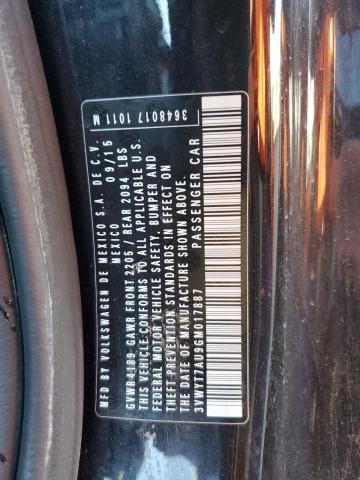 3648017 1011 M
MFD BY VOLKSWAGEN DE MEXICO S.A. DE C.V.
MEXICO 09/15
GVWR4189 GAWR FRONT 2205 / REAR 2094 LBS
THIS VEHICLE CONFORMS TO ALL APPLICABLE U.S.
FEDERAL MOTOR VEHICLE SAFETY, BUMPER AND
THEFT PREVENTION STANDARDS IN EFFECT ON
THE DATE OF MANUFACTURE SHOWN ABOVE.
3VWYT7AU9GM017887 PASSENGER CAR